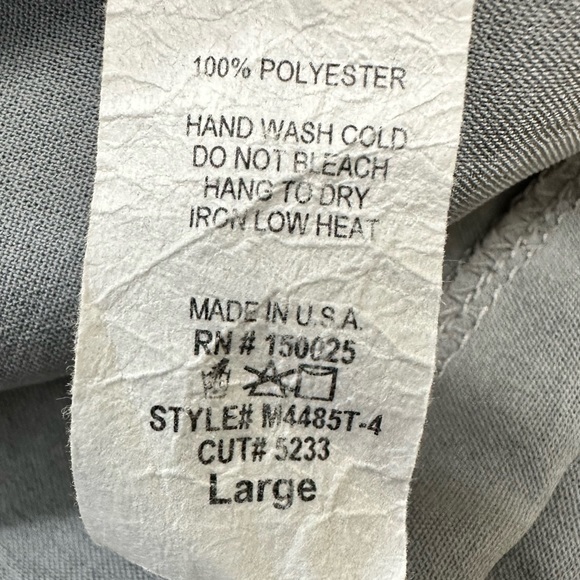 100% POLYESTER
HAND WASH COLD
DO NOT BLEACH
HANG TO DRY
IRON LOW HEAT
MADE IN U.S.A.
RN # 150025
STYLE# M4485T-4
CUT# 5233
Large